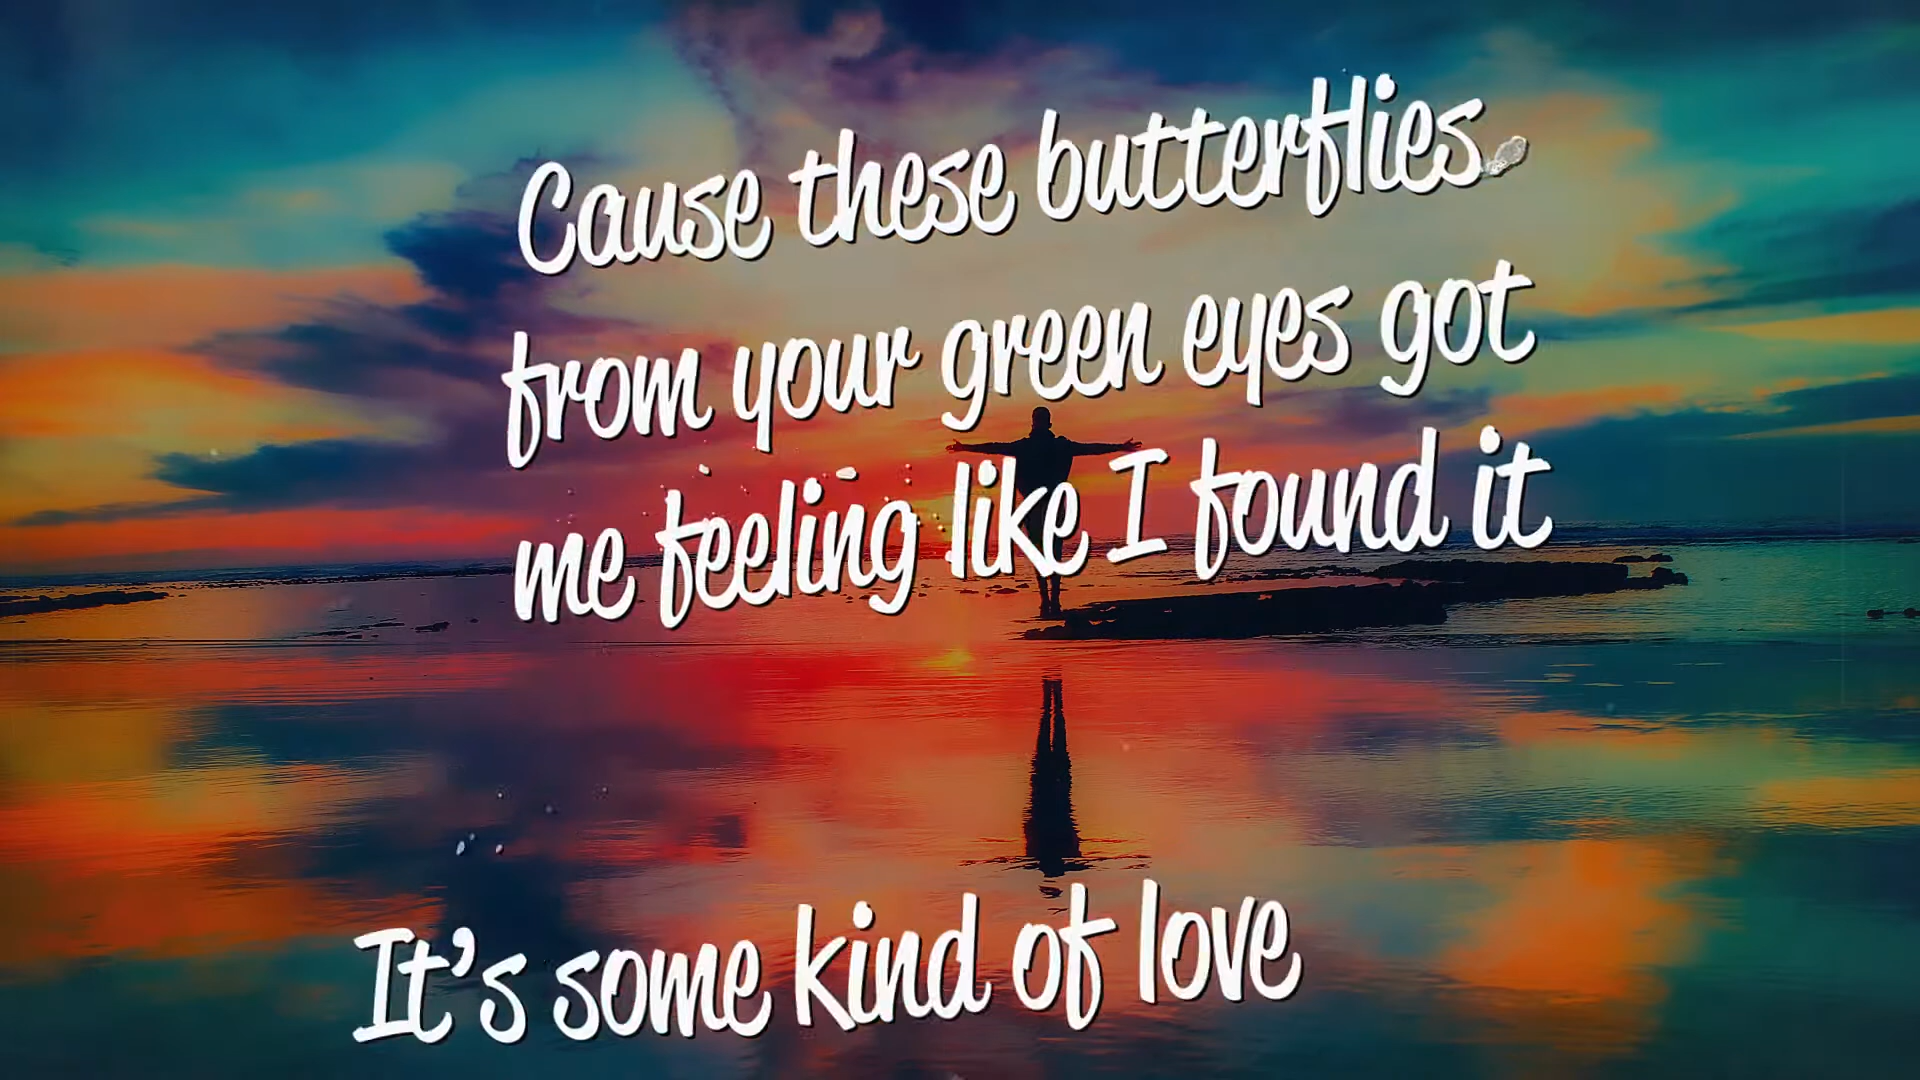 Cause these butterflies
from your green eyes got
me feeling like I found it
It's some kind of love